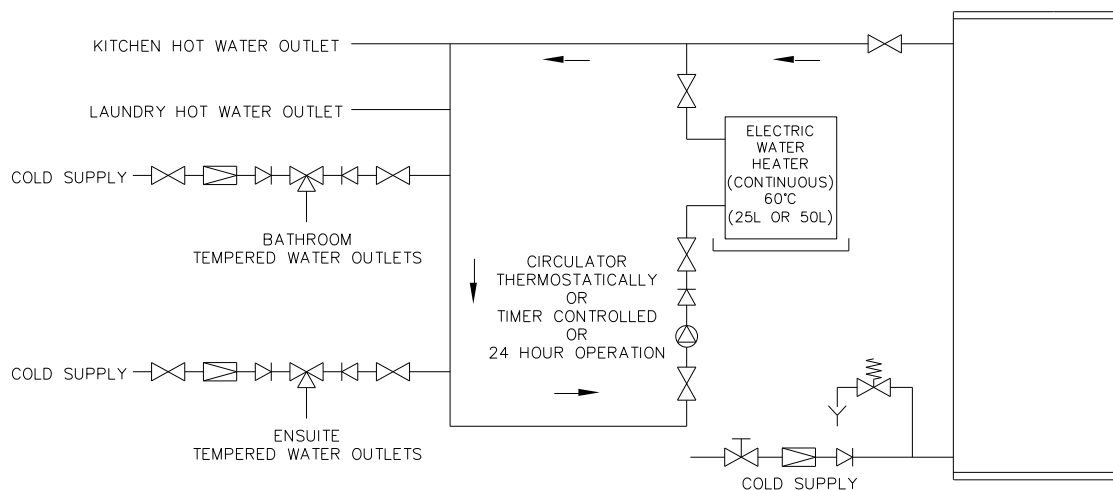 KITCHEN HOT WATER OUTLET
LAUNDRY HOT WATER OUTLET
COLD SUPPLY
BATHROOM
TEMPERED WATER OUTLETS
ELECTRIC
WATER
HEATER
(CONTINUOUS)
60°C
(25L OR 50L)
CIRCULATOR
THERMOSTATICALLY
OR
TIMER CONTROLLED
OR
24 HOUR OPERATION
COLD SUPPLY
ENSUITE
TEMPERED WATER OUTLETS
COLD SUPPLY